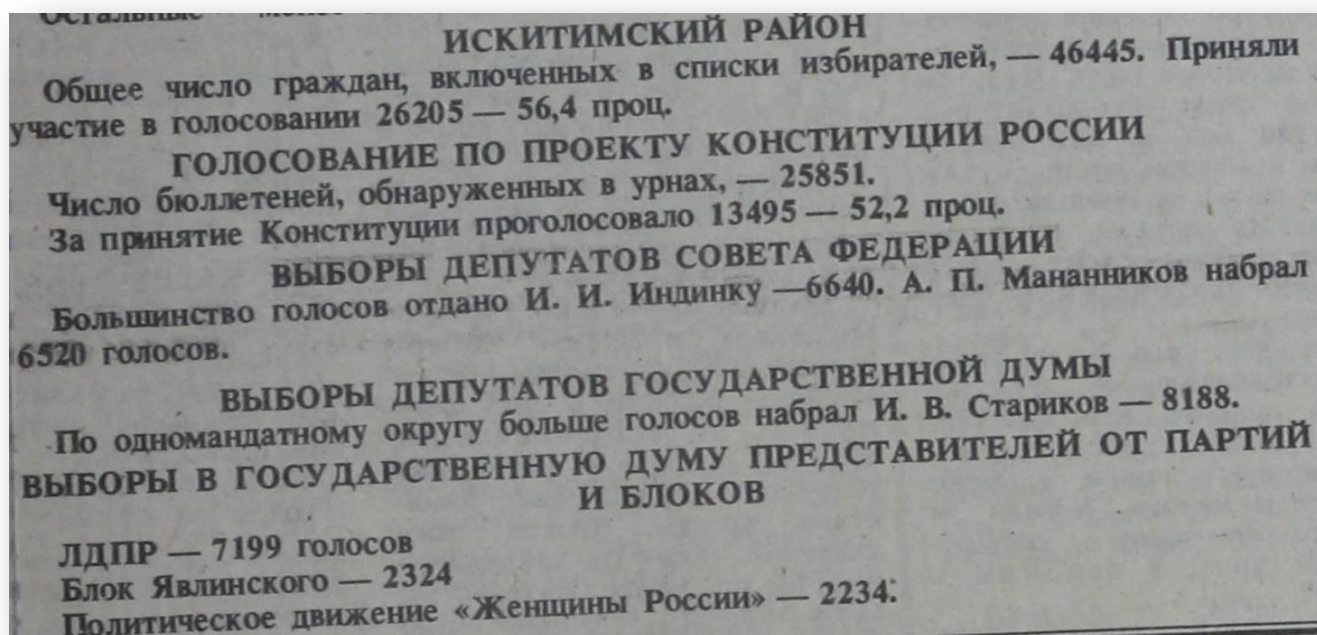 Остальные
ИСКИТИМСКИЙ РАЙОН
Общее число граждан, включенных в списки избирателей, — 46445. Приняли
участие в голосовании 26205 — 56,4 проц.
ГОЛОСОВАНИЕ ПО ПРОЕКТУ КОНСТИТУЦИИ РОССИИ
Число бюллетеней, обнаруженных в урнах, — 25851.
За принятие Конституции проголосовало 13495 — 52,2 проц.
ВЫБОРЫ ДЕПУТАТОВ СОВЕТА ФЕДЕРАЦИИ
Большинство голосов отдано И. И. Индинку —6640. А. П. Мананников набрал
6520 голосов.
ВЫБОРЫ ДЕПУТАТОВ ГОСУДАРСТВЕННОЙ ДУМЫ
По одномандатному округу больше голосов набрал И. В. Стариков — 8188.
ВЫБОРЫ В ГОСУДАРСТВЕННУЮ ДУМУ ПРЕДСТАВИТЕЛЕЙ ОТ ПАРТИЙ
И БЛОКОВ
ЛДПР — 7199 голосов
Блок Явлинского — 2324
Политическое движение «Женщины России» — 2234.